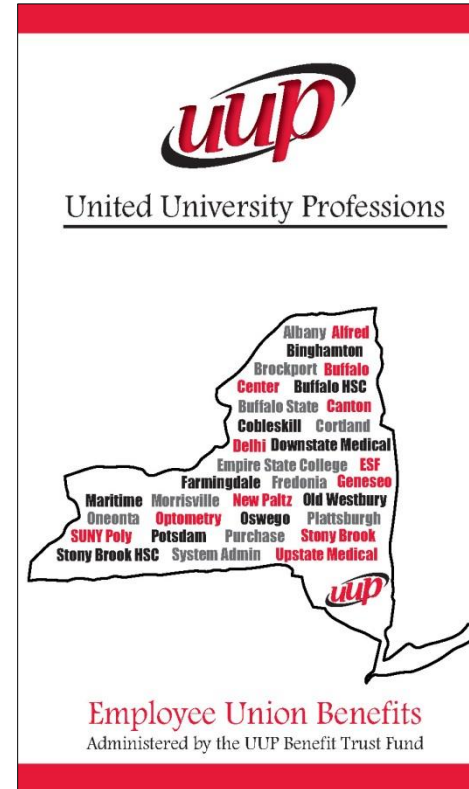 uup
United University Professions
Albany Alfred
Binghamton
Brockport Buffalo
Center Buffalo HSC
Buffalo State Canton
Cobleskill Cortland
Delhi Downstate Medical
Empire State College ESF
Farmingdale Fredonia Geneseo
Maritime Morrisville New Paltz Old Westbury
Oneonta Optometry Oswego Plattsburgh
SUNY Poly Potsdam Purchase Stony Brook
Stony Brook HSC System Admin Upstate Medical
uup
Employee Union Benefits
Administered by the UUP Benefit Trust Fund